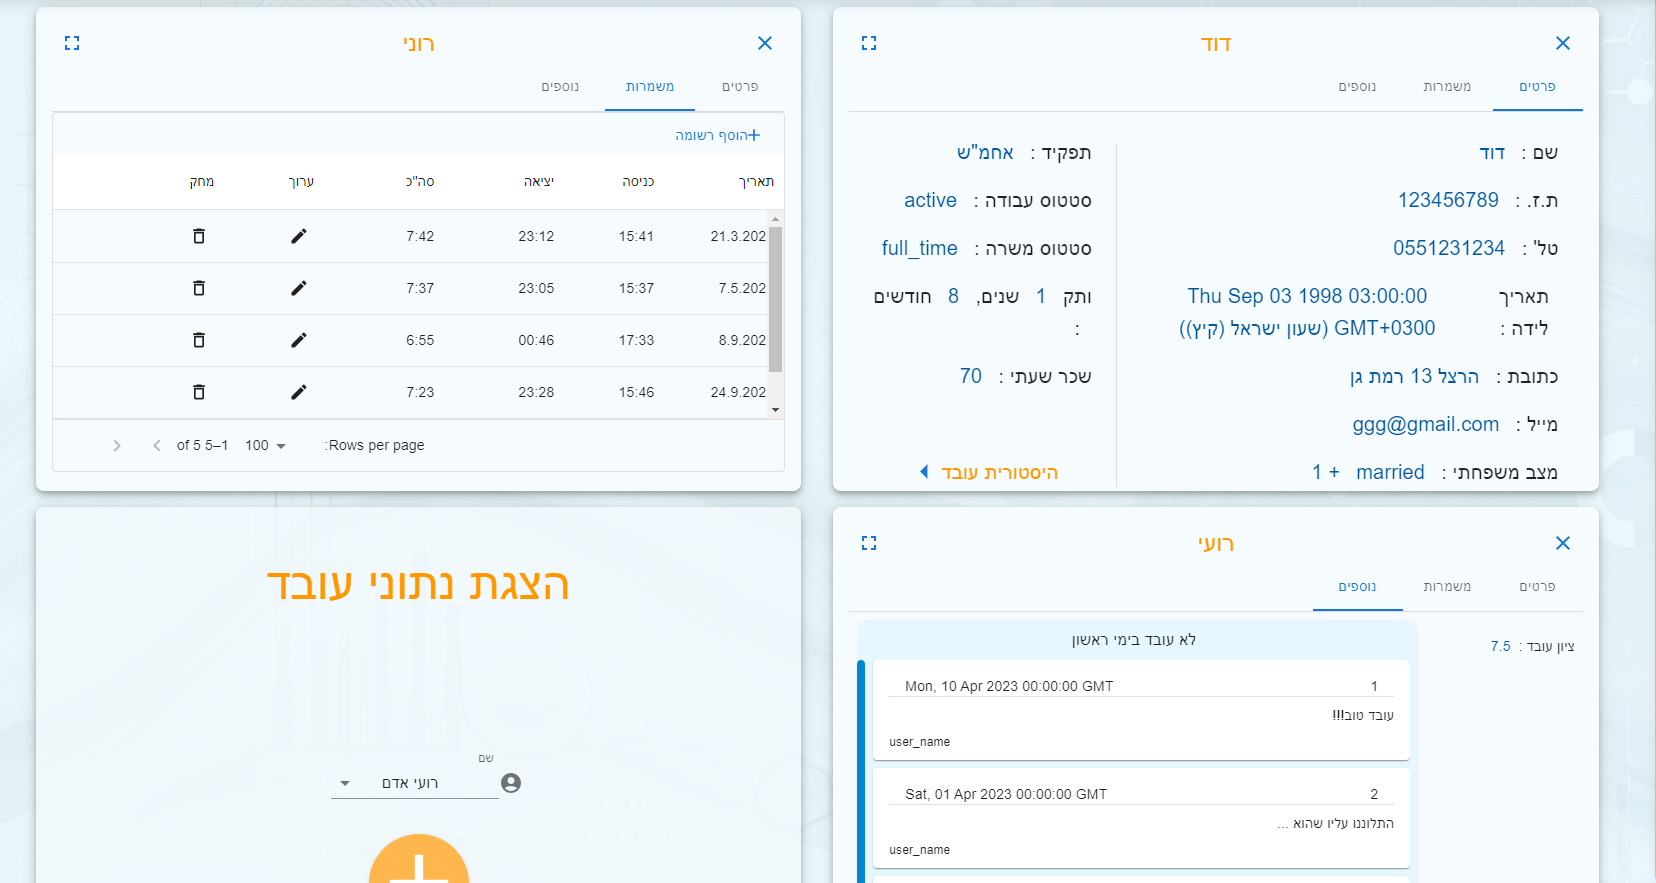 דוד
פרטים
משמרות
נוספים
שם : דוד
ת.ז. : 123456789
טל' : 0551231234
תאריך לידה : Thu Sep 03 1998 03:00:00
GMT+0300 (שעון ישראל (קיץ))
כתובת : הרצל 13 רמת גן
מייל : ggg@gmail.com
מצב משפחתי : married + 1
תפקיד : אחמ"ש
סטטוס עבודה : active
סטטוס משרה : full_time
ותק 1 שנים, 8 חודשים
:
שכר שעתי : 70
היסטורית עובד
רוני
פרטים
משמרות
נוספים
הוסף רשומה
תאריך כניסה יציאה סה"כ ערוך מחק
21.3.202 15:41 23:12 7:42
7.5.202 15:37 23:05 7:37
8.9.202 17:33 00:46 6:55
24.9.202 15:46 23:28 7:23
:Rows per page 100 of 5 5–1
רועי
פרטים
משמרות
נוספים
ציון עובד : 7.5
לא עובד בימי ראשון
1 Mon, 10 Apr 2023 00:00:00 GMT
עובד טוב!!!
user_name
2 Sat, 01 Apr 2023 00:00:00 GMT
התלוננו עליו שהוא ...
user_name
הצגת נתוני עובד
שם
רועי אדם